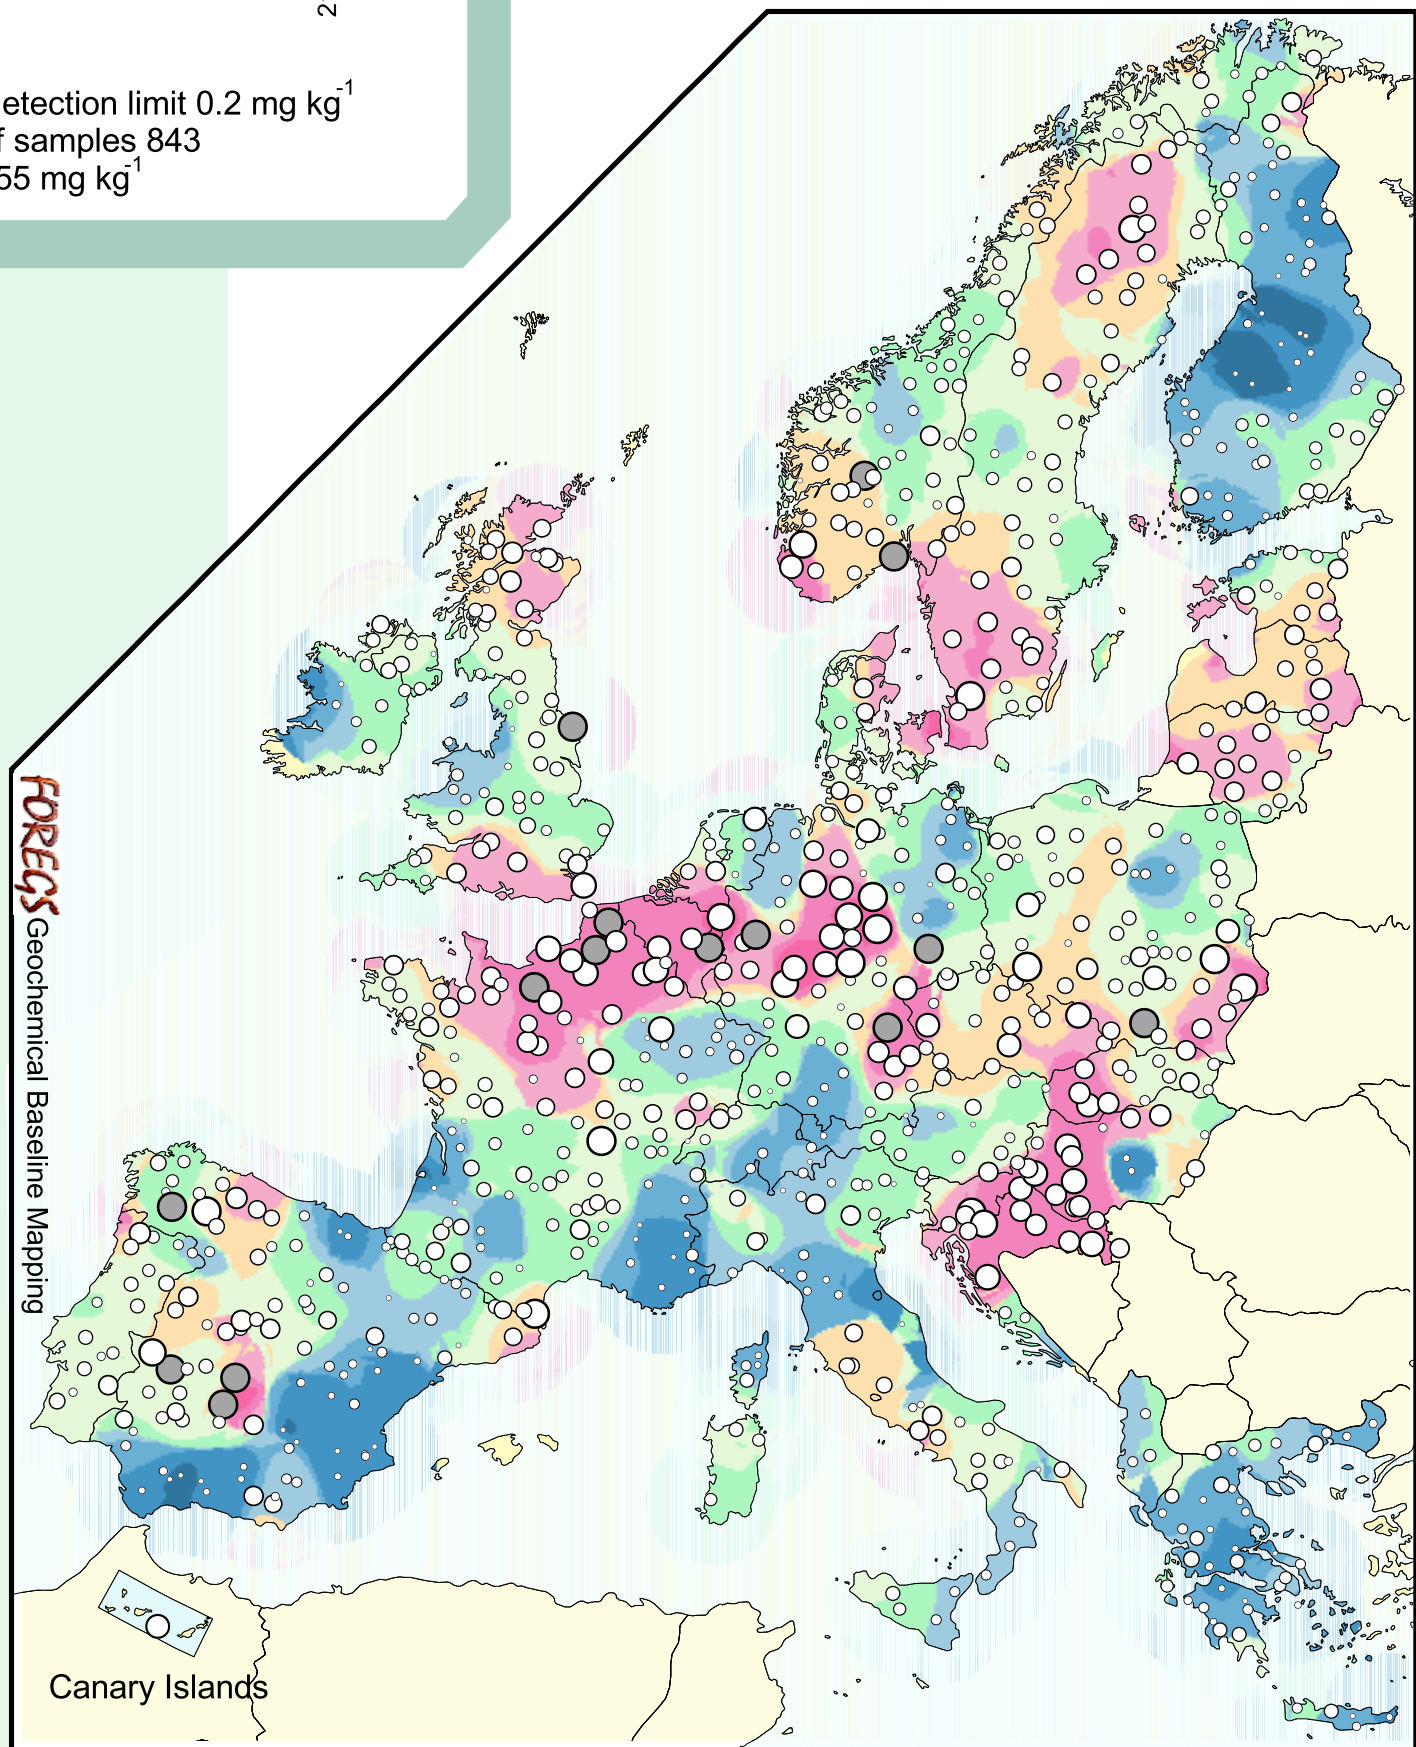 2
etection limit 0.2 mg kg-1
f samples 843
55 mg kg-1
FOREGS Geochemical Baseline Mapping
Canary Islands